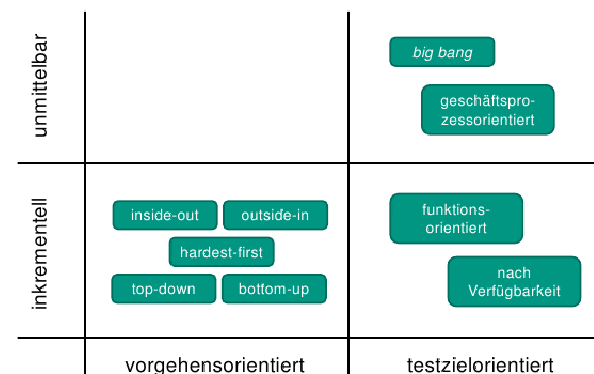 unmittelbar
big bang
geschäftspro-
zessorientiert
inkrementell
inside-out
outside-in
hardest-first
top-down
bottom-up
funktions-
orientiert
nach
Verfügbarkeit
vorgehensorientiert
testzielorientiert